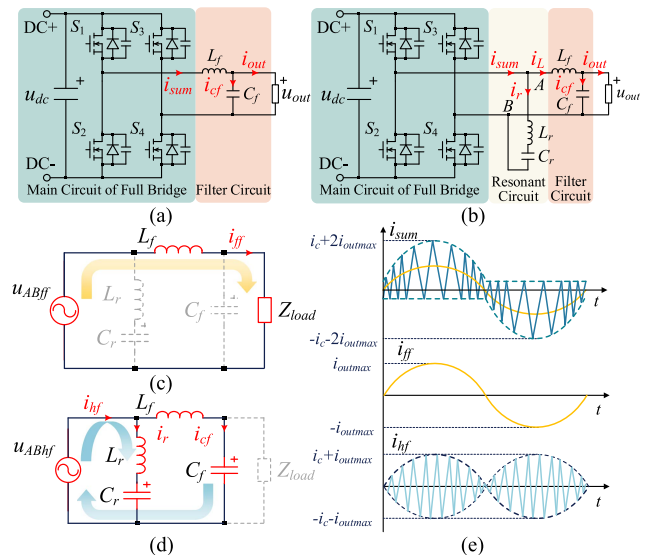 DC+
S1
S3
Lf
iout
isum
icf
Cf
+
uout
udc
+
S2
S4
DC-
Main Circuit of Full Bridge
Filter Circuit
(a)
DC+
S1
S3
isum
iL
Lf
iout
ir
A
icf
Cf
+
uout
B
udc
+
Lr
Cr
S2
S4
DC-
Main Circuit of Full Bridge
Resonant Circuit
Filter Circuit
(b)
Lf
iff
uABff
Lr
Cr
Cf
+
+
Zload
(c)
ihf
Lf
ir
icf
uABhf
Lr
+
Cr
+
Cf
Zload
(d)
isum
ic+2ioutmax
t
-ic-2ioutmax
iff
ioutmax
t
-ioutmax
ihf
ic+ioutmax
t
-ic-ioutmax
(e)